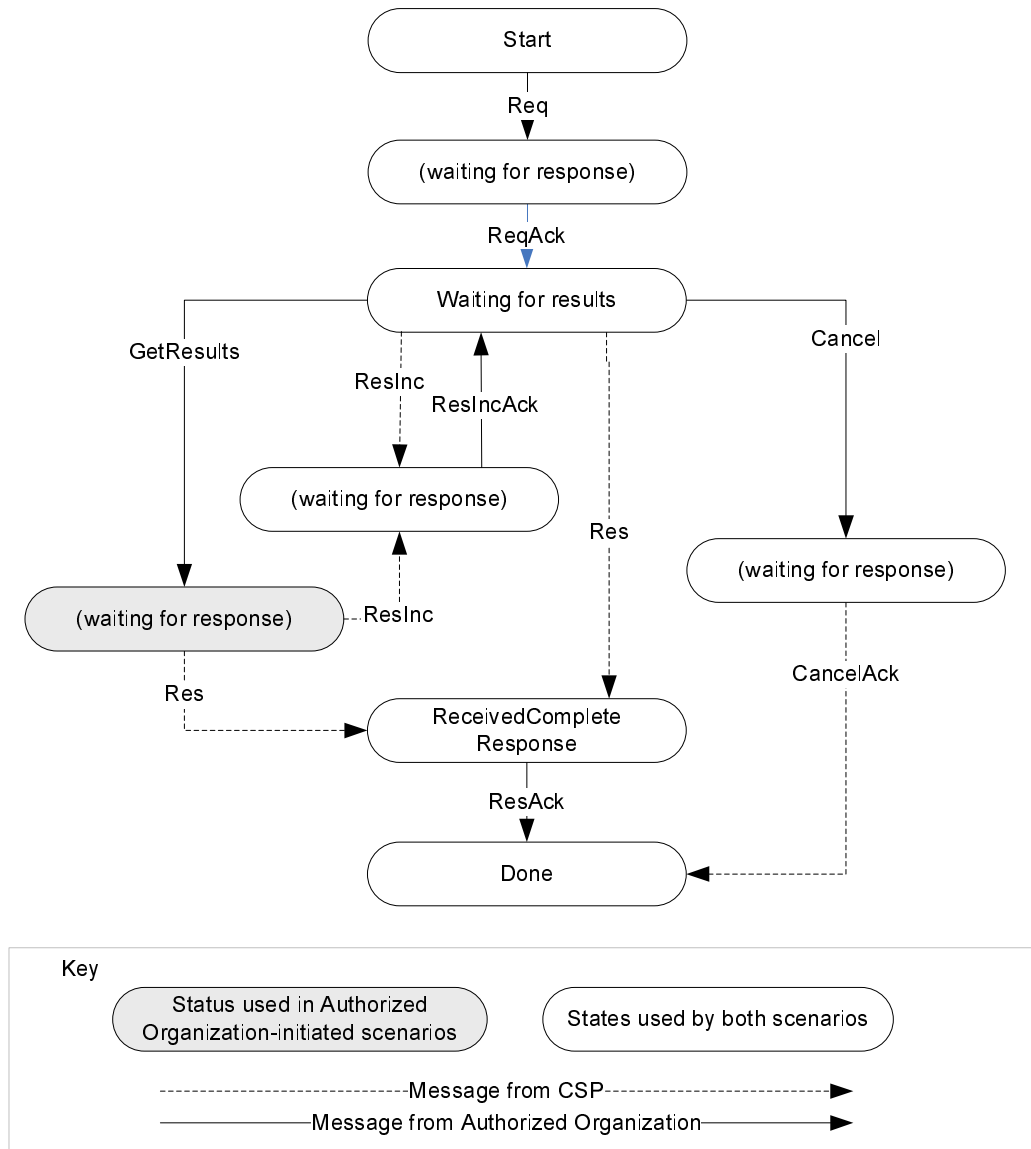 Start
Req
(waiting for response)
ReqAck
Waiting for results
GetResults
Cancel
ResInc
ResIncAck
(waiting for response)
Res
(waiting for response)
(waiting for response)
ResInc
CancelAck
Res
ReceivedComplete
Response
ResAck
Done
Key
Status used in Authorized
Organization-initiated scenarios
States used by both scenarios
Message from CSP
Message from Authorized Organization